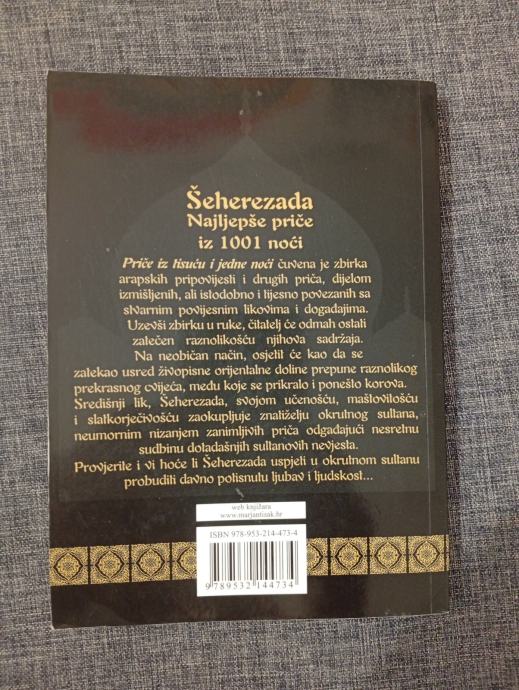 Šeherezada
Najljepše priče
iz 1001 noći
Priče iz tisuću i jedne noći čuvena je zbirka
arapskih pripovijesti i drugih priča, dijelom
izmišljenih, ali istodobno i tijesno povezanih sa
stvarnim povijesnim likovima i događajima.
Uzevši zbirku u ruke, čitatelj će odmah ostati
zatečen raznolikošću njihova sadržaja.
Na neobičan način, osjetit će kao da se
zatekao usred živopisne orijentalne doline prepune raznolikog
prekrasnog cvijeća, među koje se prikralo i ponešto korova.
Središnji lik, Šeherezada, svojom učenošću, maštovitošću
i slatkorječivošću zaokupljuje znatiželju okrutnog sultana,
neumornim nizanjem zanimljivih priča odgađajući nesretnu
sudbinu dotadašnjih sultanovih nevjesta.
Provjerite i vi hoće li Šeherezada uspjeti u okrutnom sultanu
probuditi davno potisnutu ljubav i ljudskost...
web knjižara
www.marjantisak.hr
ISBN 978-953-214-473-4
9 789532 144734